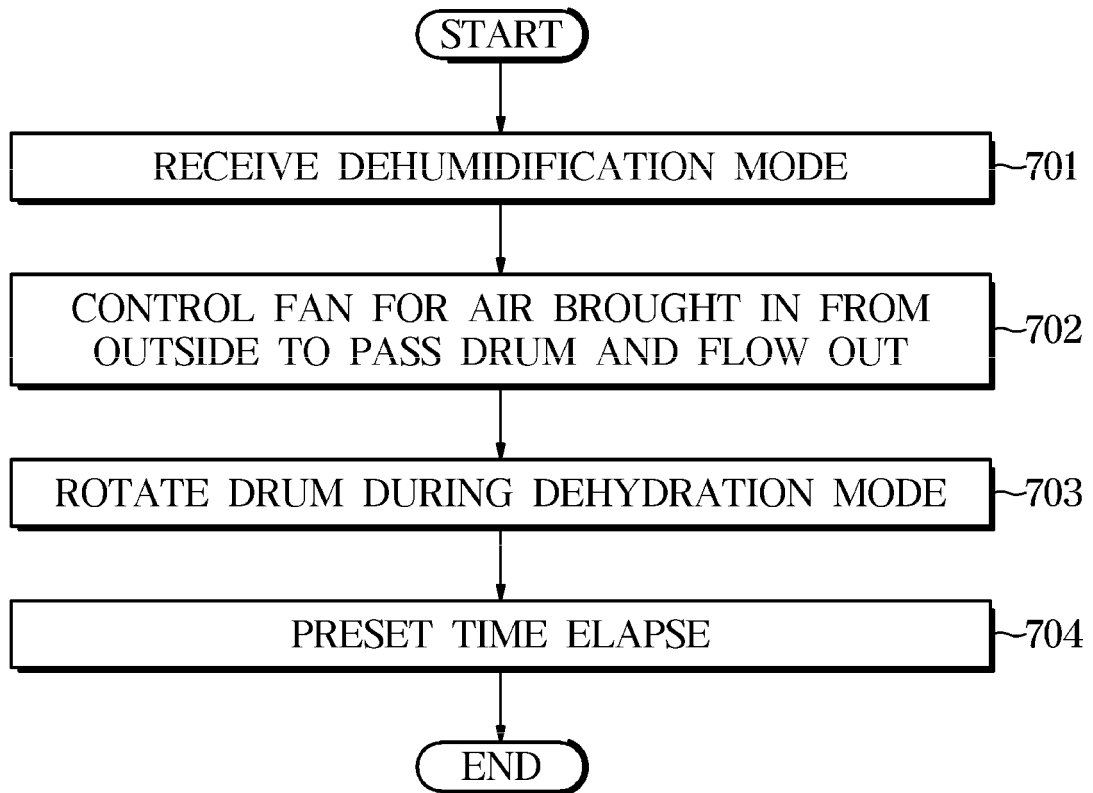 START
RECEIVE DEHUMIDIFICATION MODE
701
CONTROL FAN FOR AIR BROUGHT IN FROM
OUTSIDE TO PASS DRUM AND FLOW OUT
702
ROTATE DRUM DURING DEHYDRATION MODE
703
PRESET TIME ELAPSE
704
END